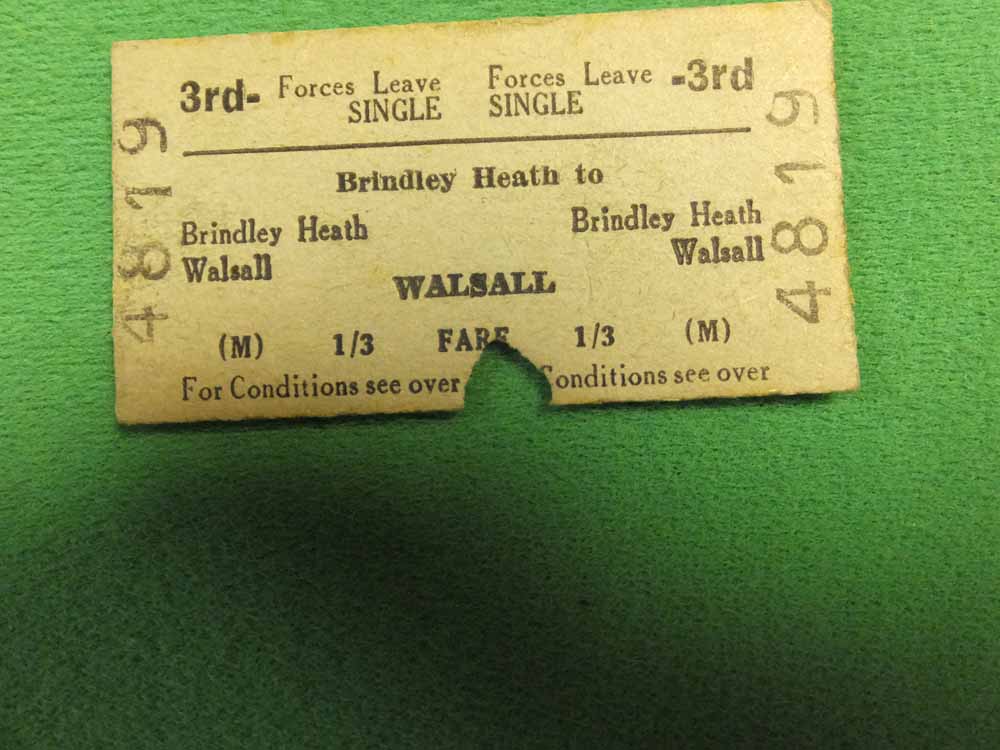 3rd- Forces Leave SINGLE Forces Leave SINGLE -3rd
Brindley Heath to
Brindley Heath Brindley Heath
Walsall Walsall
WALSALL
(M) 1/3 FARE 1/3 (M)
For Conditions see over onditions see over
4819
4819